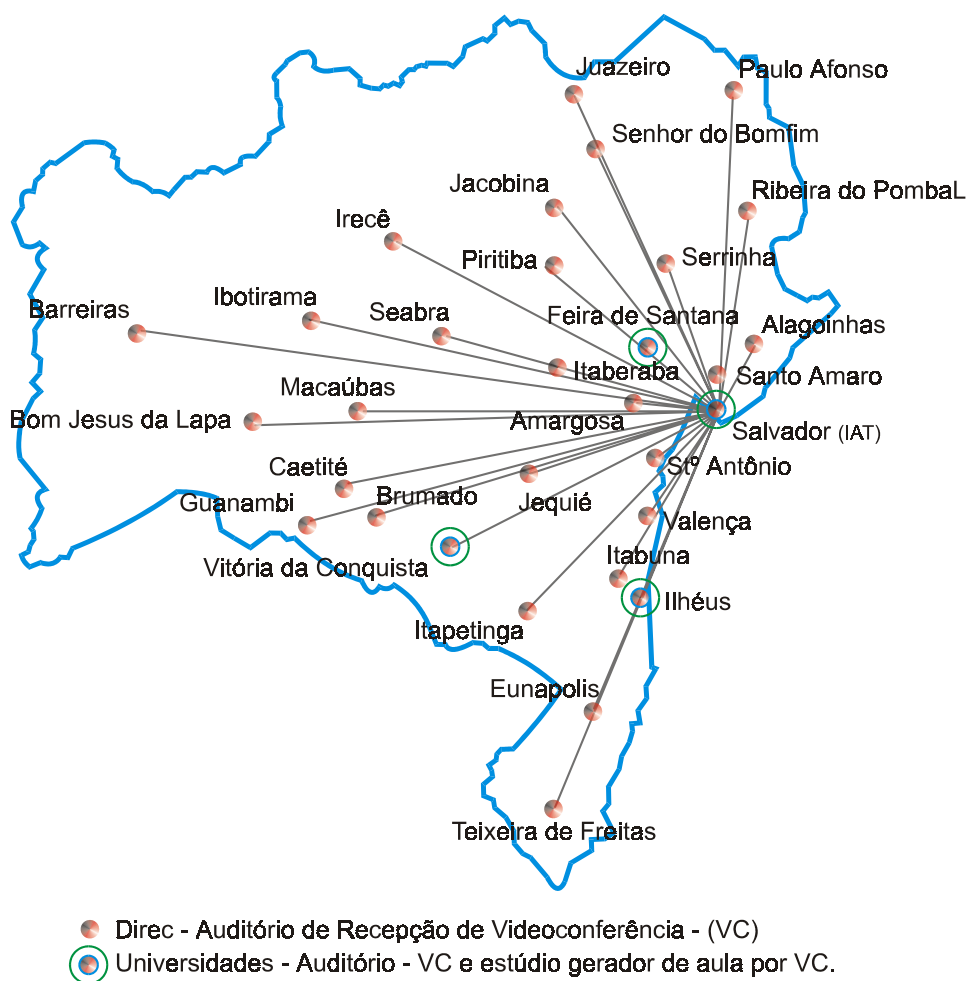 Juazeiro
Paulo Afonso
Senhor do Bomfim
Jacobina
Ribeira do PombaL
Irecê
Piritiba
Serrinha
Ibotirama
Barreiras
Seabra
Feira de Santana
Alagoinhas
Itaberaba
Santo Amaro
Macaúbas
Bom Jesus da Lapa
Amargosa
Salvador (IAT)
Caetité
Stº Antônio
Guanambi
Brumado
Jequié
Valença
Vitória da Conquista
Itabuna
Ilhéus
Itapetinga
Eunapolis
Teixeira de Freitas
Direc - Auditório de Recepção de Videoconferência - (VC)
Universidades - Auditório - VC e estúdio gerador de aula por VC.